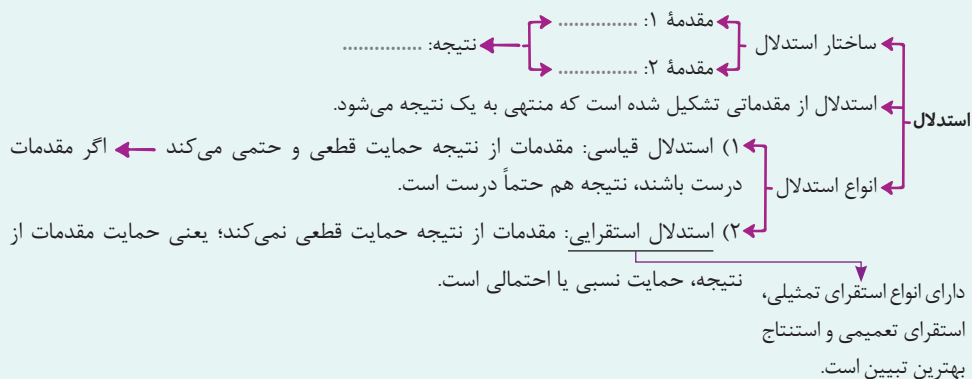 مقدمهٔ ۱: ...............
ساختار استدلال
نتیجه: ...............
مقدمهٔ ۲: ...............
استدلال
استدلال از مقدماتی تشکیل شده است که منتهی به یک نتیجه می‌شود.
انواع استدلال
۱) استدلال قیاسی: مقدمات از نتیجه حمایت قطعی و حتمی می‌کند اگر مقدمات
درست باشند، نتیجه هم حتماً درست است.
۲) استدلال استقرایی: مقدمات از نتیجه حمایت قطعی نمی‌کند؛ یعنی حمایت مقدمات از
نتیجه، حمایت نسبی یا احتمالی است.
دارای انواع استقرای تمثیلی،
استقرای تعمیمی و استنتاج
بهترین تبیین است.